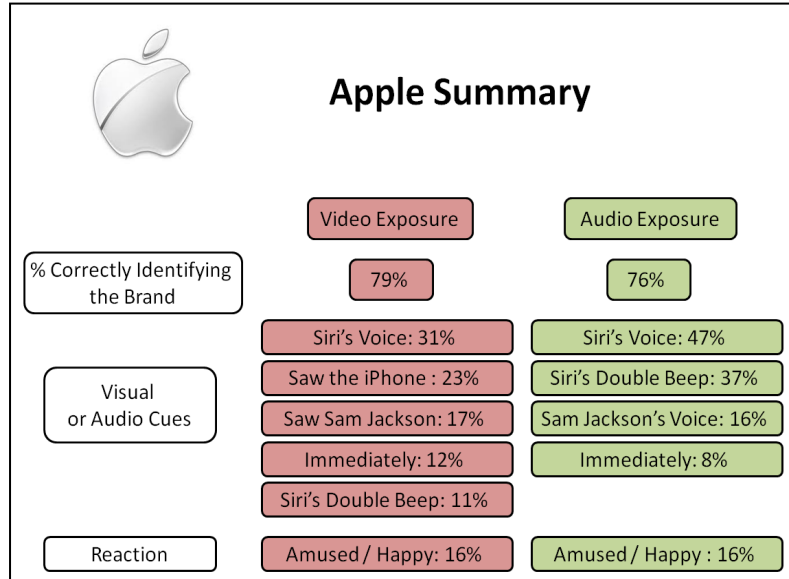 Apple Summary
Video Exposure
Audio Exposure
% Correctly Identifying
the Brand
79%
76%
Visual
or Audio Cues
Siri's Voice: 31%
Siri's Voice: 47%
Saw the iPhone : 23%
Siri's Double Beep: 37%
Saw Sam Jackson: 17%
Sam Jackson's Voice: 16%
Immediately: 12%
Immediately: 8%
Siri's Double Beep: 11%
Reaction
Amused / Happy: 16%
Amused / Happy : 16%